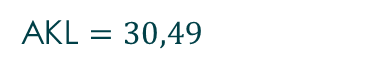 AKL = 30,49